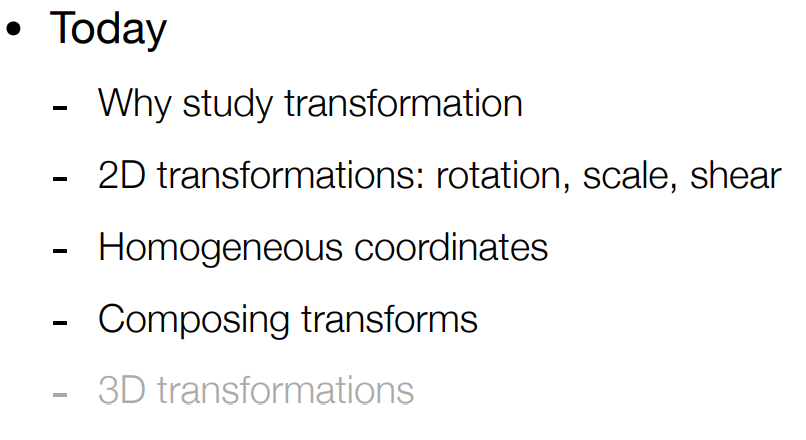 • Today
- Why study transformation
- 2D transformations: rotation, scale, shear
- Homogeneous coordinates
- Composing transforms
- 3D transformations